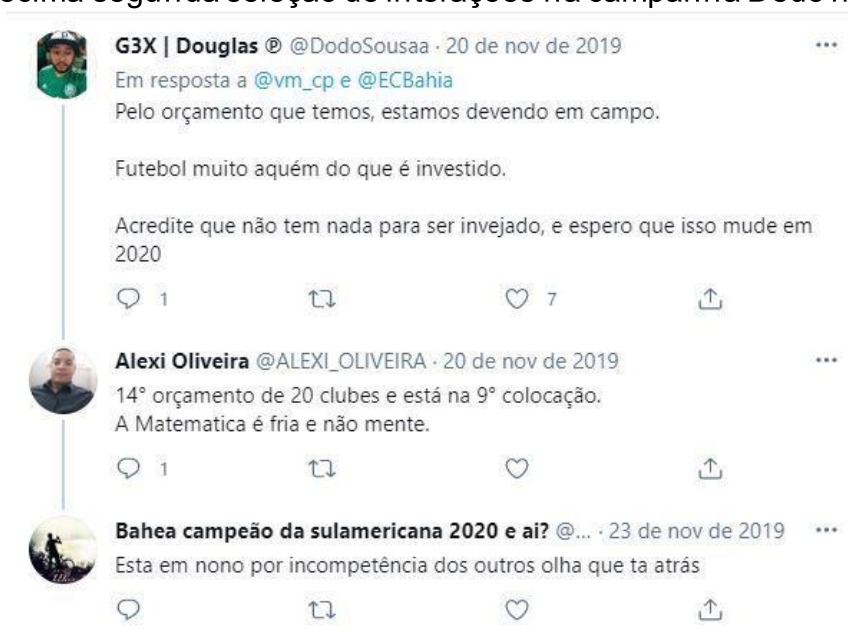 G3X | Douglas ℗ @DodoSousaa · 20 de nov de 2019
Em resposta a @vm_cp e @ECBahia
Pelo orçamento que temos, estamos devendo em campo.
Futebol muito aquém do que é investido.
Acredite que não tem nada para ser invejado, e espero que isso mude em
2020
1 7
Alexi Oliveira @ALEXI_OLIVEIRA · 20 de nov de 2019
14° orçamento de 20 clubes e está na 9° colocação.
A Matematica é fria e não mente.
1
Bahea campeão da sulamericana 2020 e ai? @... · 23 de nov de 2019
Esta em nono por incompetência dos outros olha que ta atrás